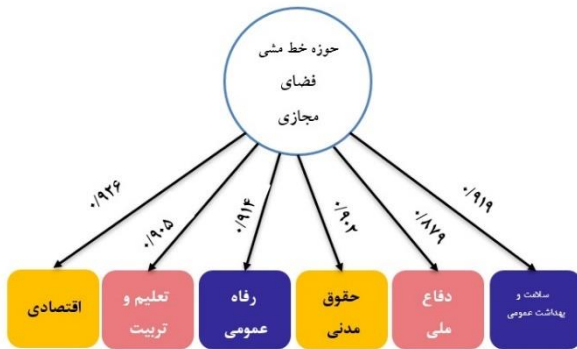 حوزه خط مشی
فضای
مجازی
۰/۹۱۹
۰/۸۷۹
۰/۹۰۲
۰/۹۱۴
۰/۹۰۵
۰/۹۲۶
سلامت و
بهداشت عمومی
دفاع
ملی
حقوق
مدنی
رفاه
عمومی
تعلیم و
تربیت
اقتصادی